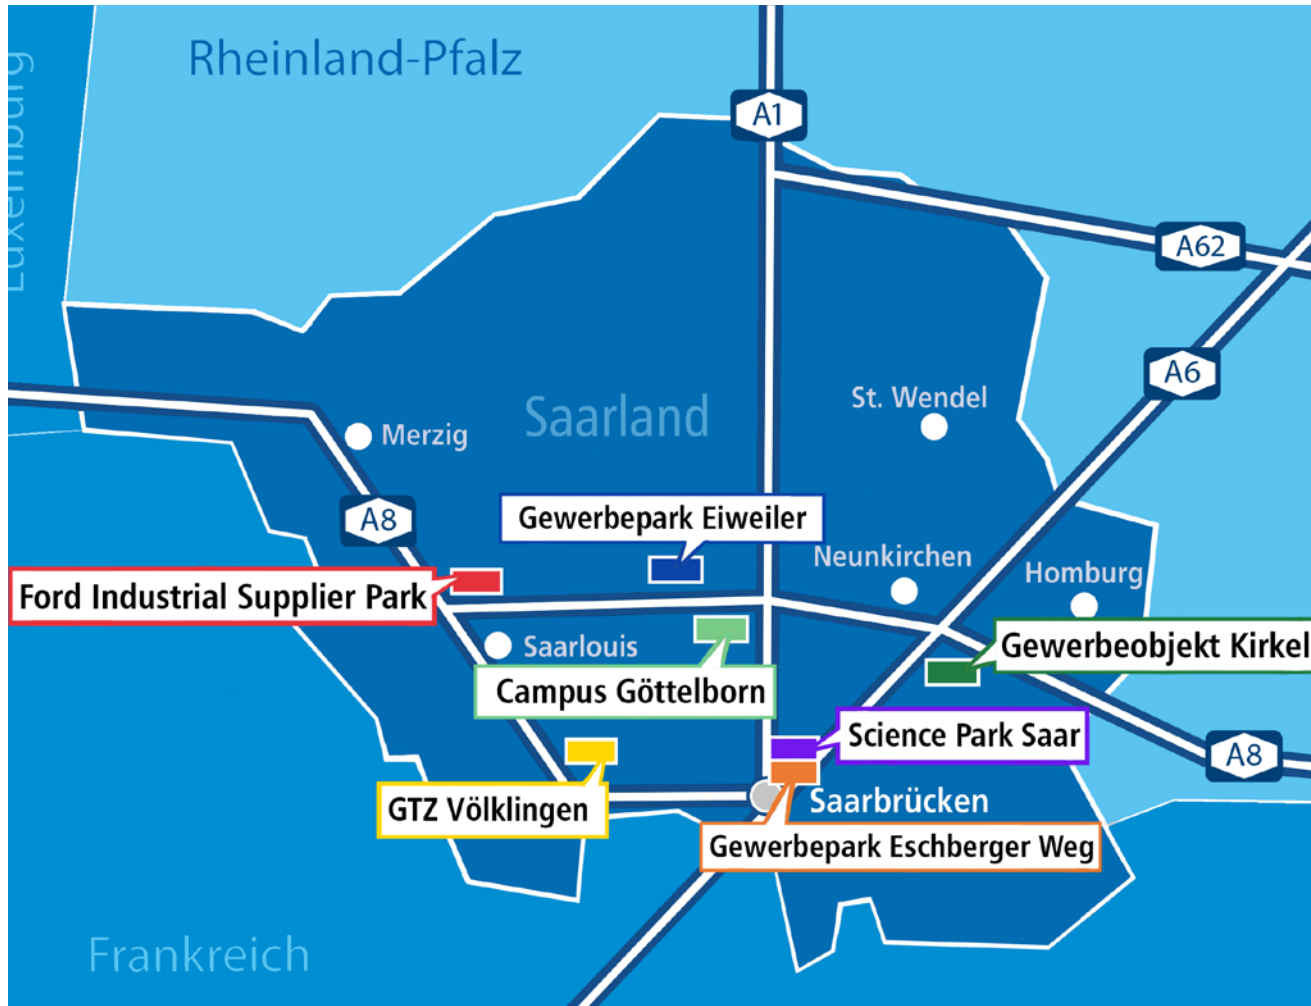 Rheinland-Pfalz
Luxemburg
A1
A62
A6
St. Wendel
Saarland
Merzig
A8
Gewerbepark Eiweiler
Neunkirchen
Homburg
Ford Industrial Supplier Park
Saarlouis
Gewerbeobjekt Kirkel
Campus Göttelborn
Science Park Saar
A8
GTZ Völklingen
Saarbrücken
Gewerbepark Eschberger Weg
Frankreich